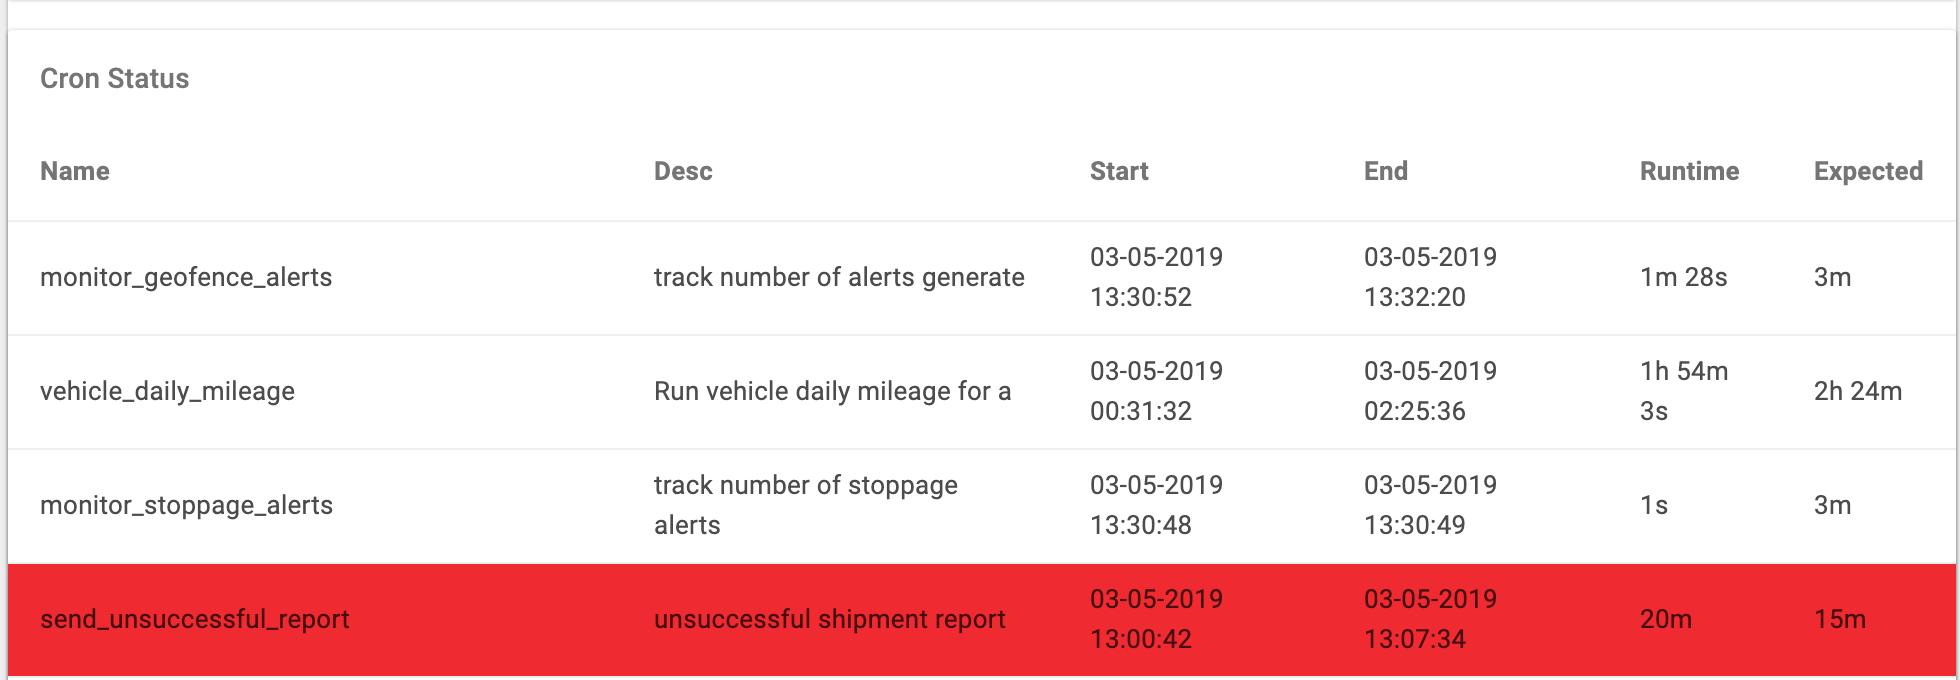 Cron Status
Name Desc Start End Runtime Expected
monitor_geofence_alerts track number of alerts generate 03-05-2019 03-05-2019 1m 28s 3m
13:30:52 13:32:20
vehicle_daily_mileage Run vehicle daily mileage for a 03-05-2019 03-05-2019 1h 54m 2h 24m
00:31:32 02:25:36 3s
monitor_stoppage_alerts track number of stoppage 03-05-2019 03-05-2019 1s 3m
alerts 13:30:48 13:30:49
send_unsuccessful_report unsuccessful shipment report 03-05-2019 03-05-2019 20m 15m
13:00:42 13:07:34